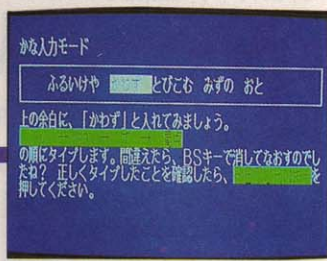 かな入力モード
ふるいけや かわず とびこむ みずの おと
上の余白に、「かわず」と入れてみましょう。
の順にタイプします。間違えたら、BSキーで消してなおすのでし
たね? 正しくタイプしたことを確認したら、
を
押してください。